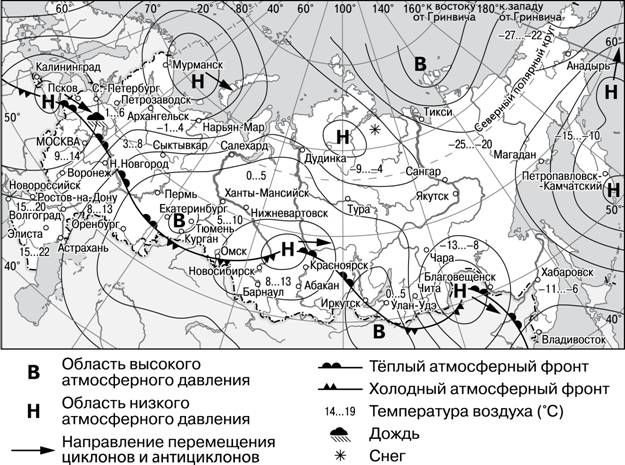 160° к востоку от Гринвича
180° к западу от Гринвича
60°
70°
100°
120°
140°
-27...-22
60°
Северный полярный круг
В
Анадырь
Мурманск
Н
Калининград
Псков
С.-Петербург
Н
Петрозаводск
1...6
Архангельск
-1...4
Нарьян-Мар
Н
Тикси
Н
50°
МОСКВА
9...14
3...8
Сыктывкар
Салехард
Дудинка
-9...-4
-25...-20
-15...-10
Магадан
Н.Новгород
Воронеж
0...5
Сангар
Петропавловск-
Камчатский
Н
Новороссийск
Ростов-на-Дону
15...20
Волгоград
8...13
Пермь
Ханты-Мансийск
Якутск
Екатеринбург
В
5...10
Тюмень
Нижневартовск
Тура
Оренбург
Курган
Элиста
15...22
Астрахань
Омск
Н
-13...-8
Чара
50°
40°
Новосибирск
Красноярск
Благовещенск
Н
Хабаровск
-11...-6
8...13
Барнаул
Абакан
Иркутск
0...5
Чита
Улан-Удэ
40°
В
Владивосток
В Область высокого
атмосферного давления
Н Область низкого
атмосферного давления
Направление перемещения
циклонов и антициклонов
Тёплый атмосферный фронт
Холодный атмосферный фронт
14...19 Температура воздуха (°С)
Дождь
Снег